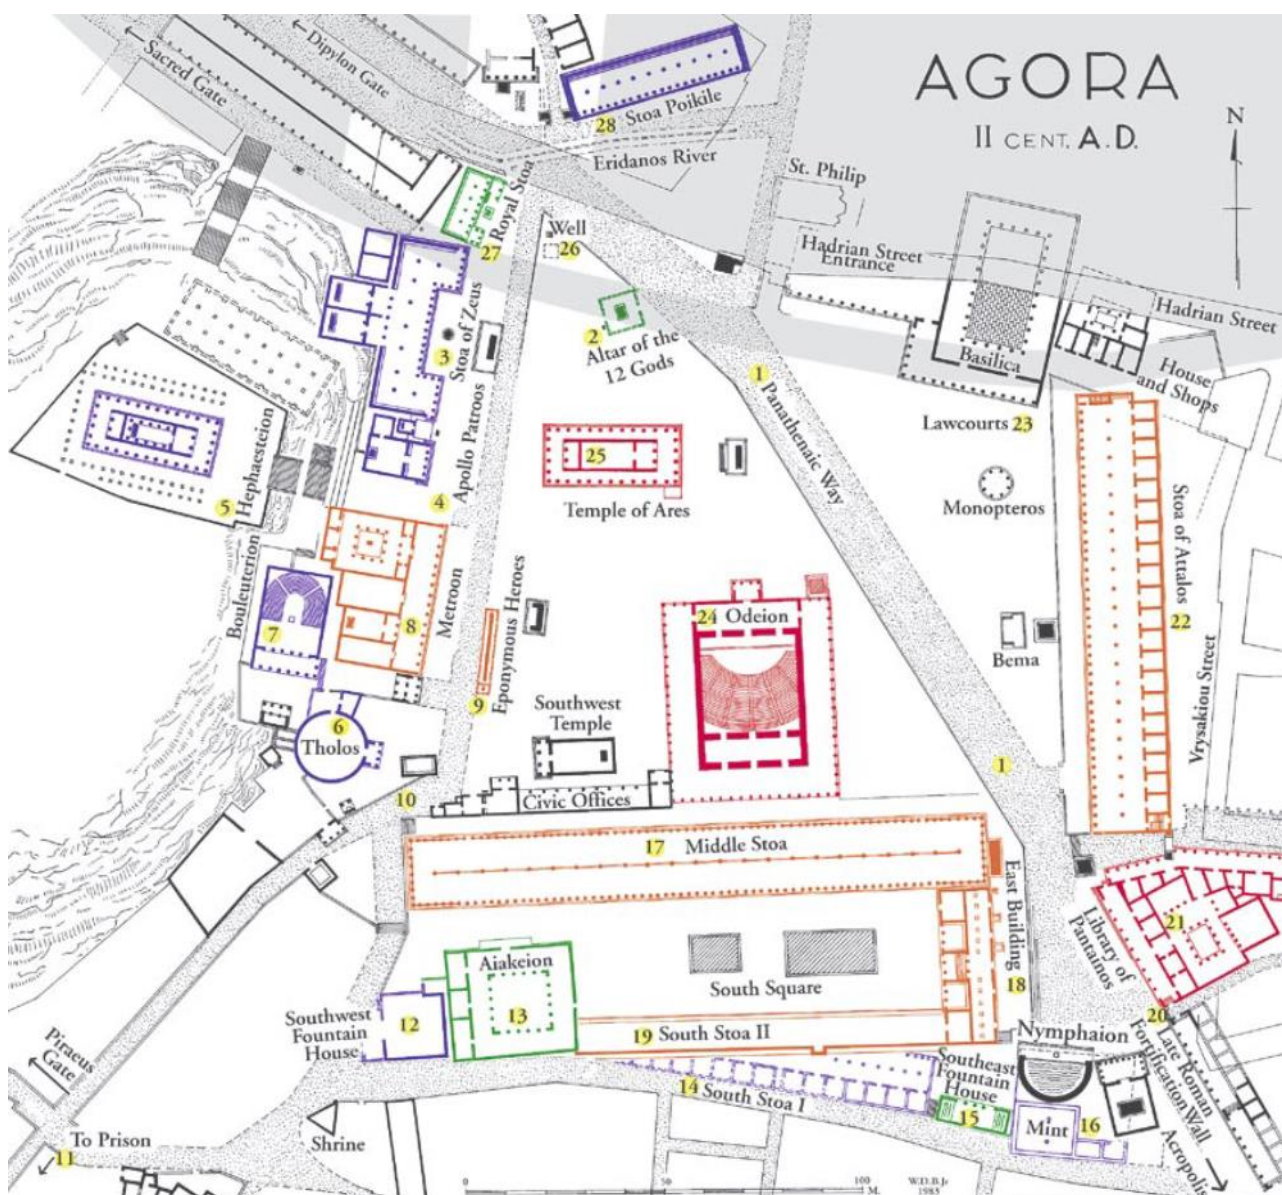 AGORA
II CENT. A.D.
N
Sacred Gate
Dipylon Gate
28 Stoa Poikile
Eridanos River
St. Philip
Hadrian Street
Entrance
Hadrian Street
Royal Stoa
27
Well
26
Stoa of Zeus
3
2
Altar of the
12 Gods
1
Panathenaic Way
Basilica
House
and Shops
Lawcourts 23
Hephaesteion
5
Apollo Patroos
4
25
Temple of Ares
Monopteros
Stoa of Attalos
22
Bouleuterion
7
8
Metroon
Eponymous Heroes
9
24 Odeion
Bema
Vrysakiou Street
6
Tholos
Southwest
Temple
1
10
Civic Offices
17 Middle Stoa
East Building
18
Library of
Pantainos
21
Aiakeion
13
South Square
Southwest
Fountain
House
12
19 South Stoa II
20
Nymphaion
Late Roman
Fortification Wall
Acropolis
Southeast
Fountain
House
15
14
South Stoa I
Mint
16
Piraeus
Gate
To Prison
11
Shrine
0
50
100
M.
W.D.B.Jr
1983